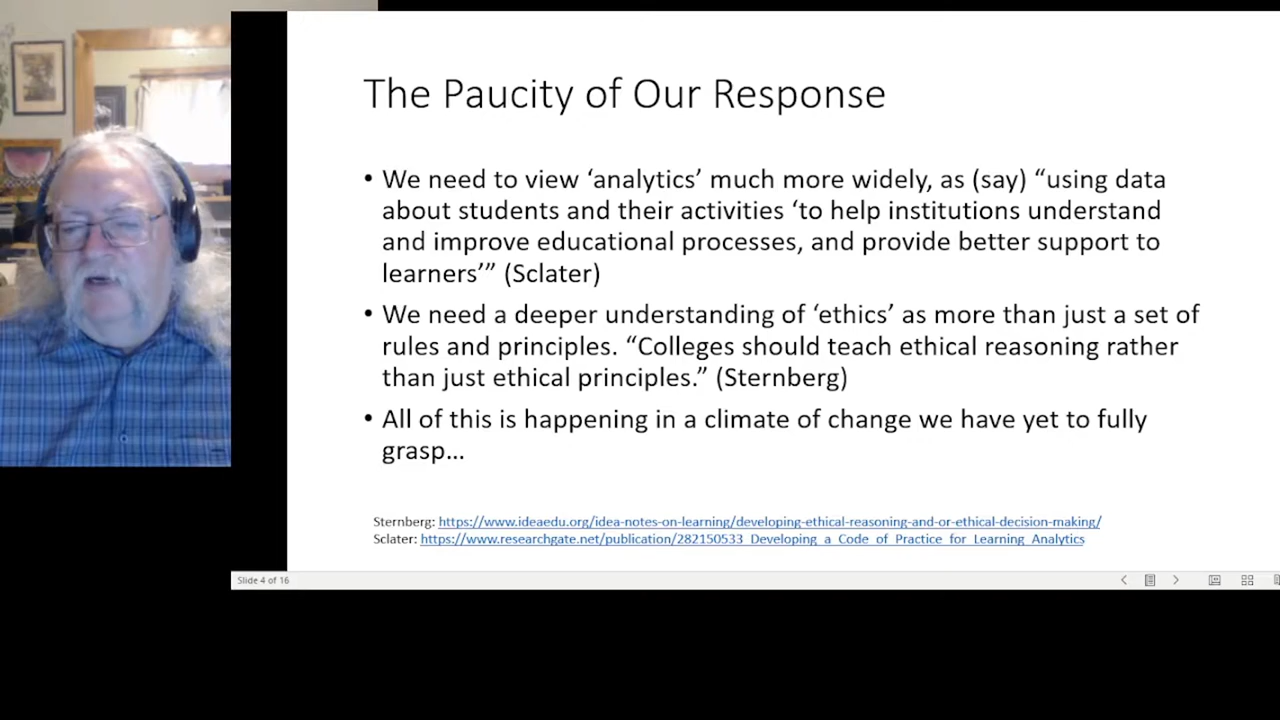 The Paucity of Our Response
• We need to view ‘analytics’ much more widely, as (say) “using data
about students and their activities ‘to help institutions understand
and improve educational processes, and provide better support to
learners’” (Sclater)
• We need a deeper understanding of ‘ethics’ as more than just a set of
rules and principles. “Colleges should teach ethical reasoning rather
than just ethical principles.” (Sternberg)
• All of this is happening in a climate of change we have yet to fully
grasp…
Sternberg: https://www.ideaedu.org/idea-notes-on-learning/developing-ethical-reasoning-and-or-ethical-decision-making/
Sclater: https://www.researchgate.net/publication/282150533_Developing_a_Code_of_Practice_for_Learning_Analytics
Slide 4 of 16